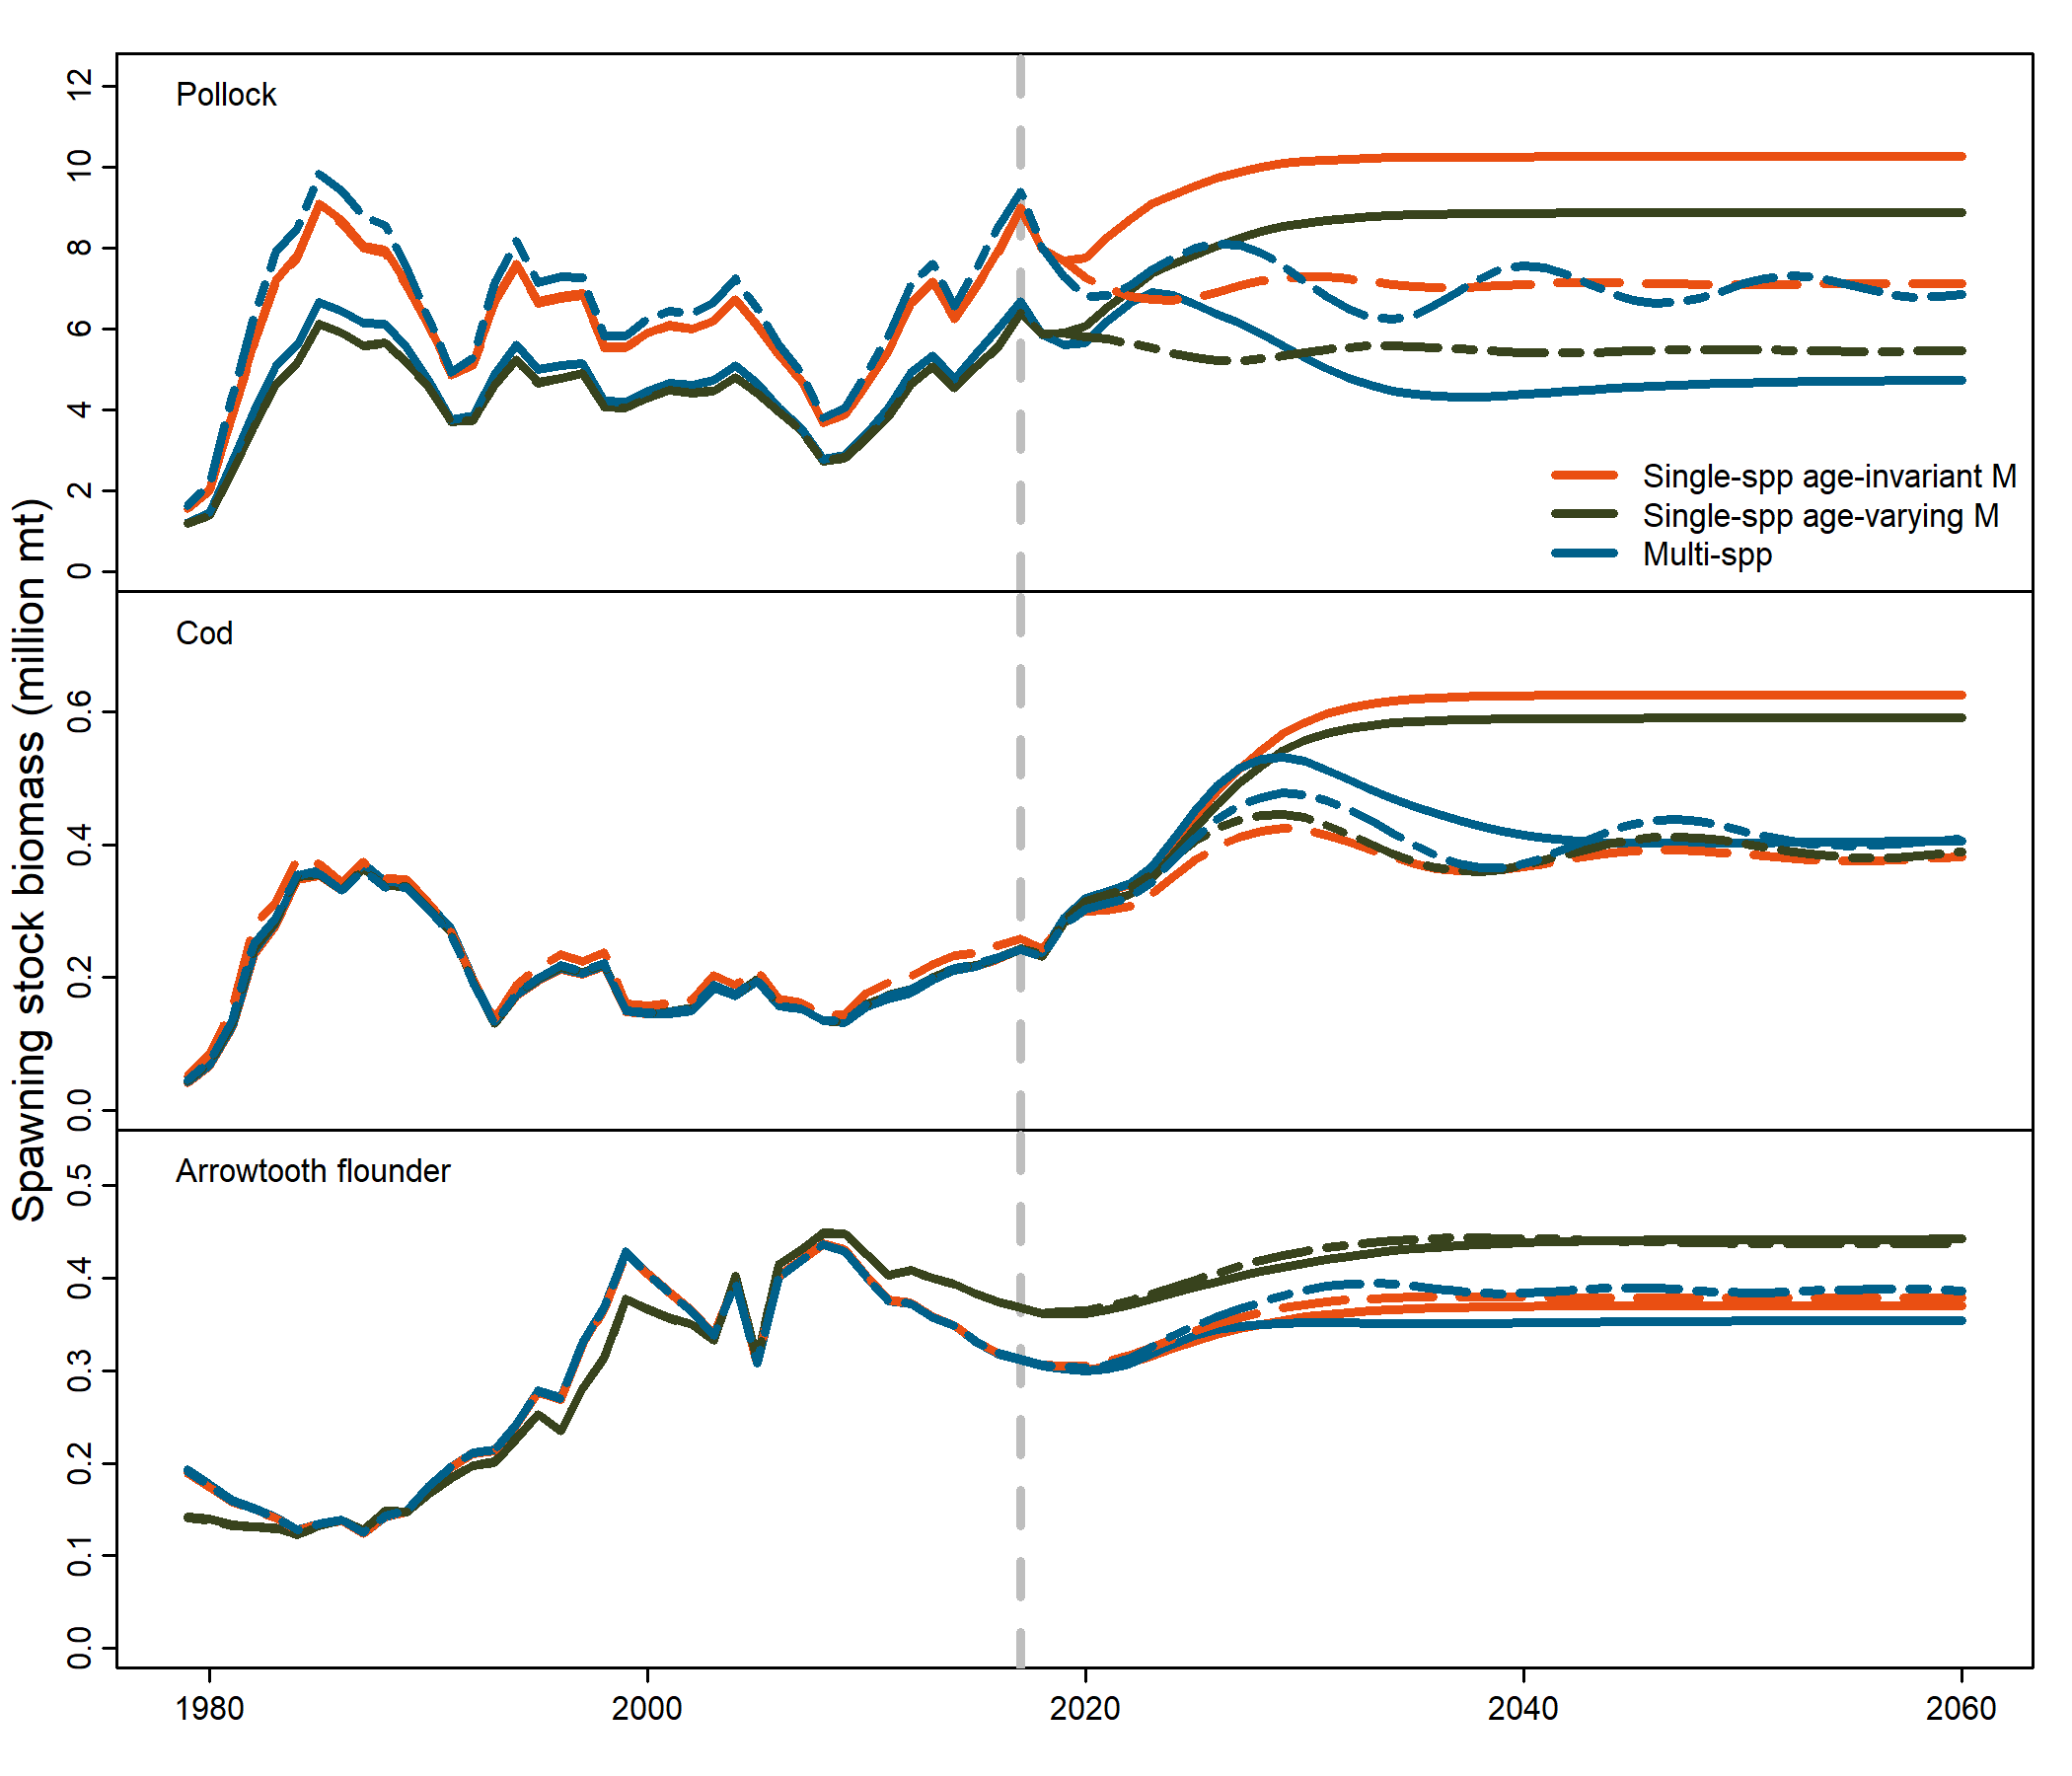 Spawning stock biomass (million mt)
Pollock
12
10
8
6
4
2
0
Single-spp age-invariant M
Single-spp age-varying M
Multi-spp
Cod
0.6
0.4
0.2
0.0
Arrowtooth flounder
0.5
0.4
0.3
0.2
0.1
0.0
1980 2000 2020 2040 2060